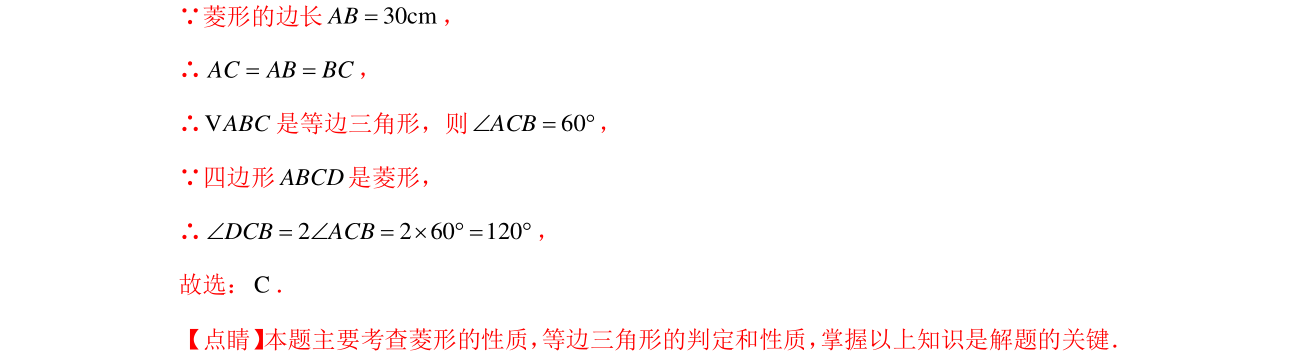 ∵菱形的边长 AB = 30cm，
∴ AC = AB = BC，
∴VABC 是等边三角形，则∠ACB = 60°，
∵四边形 ABCD 是菱形，
∴ ∠DCB = 2∠ACB = 2×60° = 120°，
故选：C．
【点睛】本题主要考查菱形的性质，等边三角形的判定和性质，掌握以上知识是解题的关键．